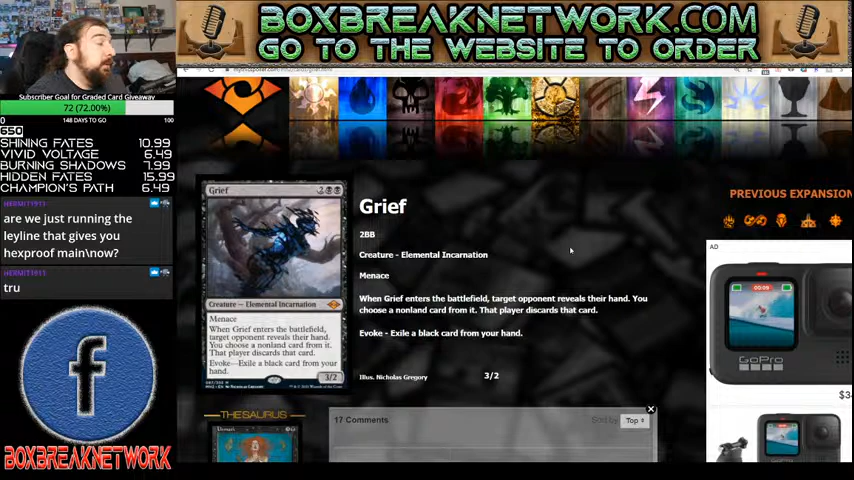 BOXBREAKNETWORK.COM
GO TO THE WEBSITE TO ORDER
Subscriber Goal for Graded Card Giveaway
72 (72.00%)
0
148 DAYS TO GO
100
650
SHINING FATES 10.99
VIVID VOLTAGE 6.49
BURNING SHADOWS 7.99
HIDDEN FATES 15.99
CHAMPION'S PATH 6.49
HERMIT1911
are we just running the
leyline that gives you
hexproof main\now?
HERMIT1911
tru
BOXBREAKNETWORK
Grief
2BB
Creature — Elemental Incarnation
Menace
When Grief enters the battlefield,
target opponent reveals their hand.
You choose a nonland card from it.
That player discards that card.
Evoke—Exile a black card from your
hand.
3/2
Grief
2BB
Creature - Elemental Incarnation
Menace
When Grief enters the battlefield, target opponent reveals their hand. You
choose a nonland card from it. That player discards that card.
Evoke - Exile a black card from your hand.
Illus. Nicholas Gregory
3/2
PREVIOUS EXPANSION
AD
GoPro
THESAURUS
17 Comments
Sort by
Top